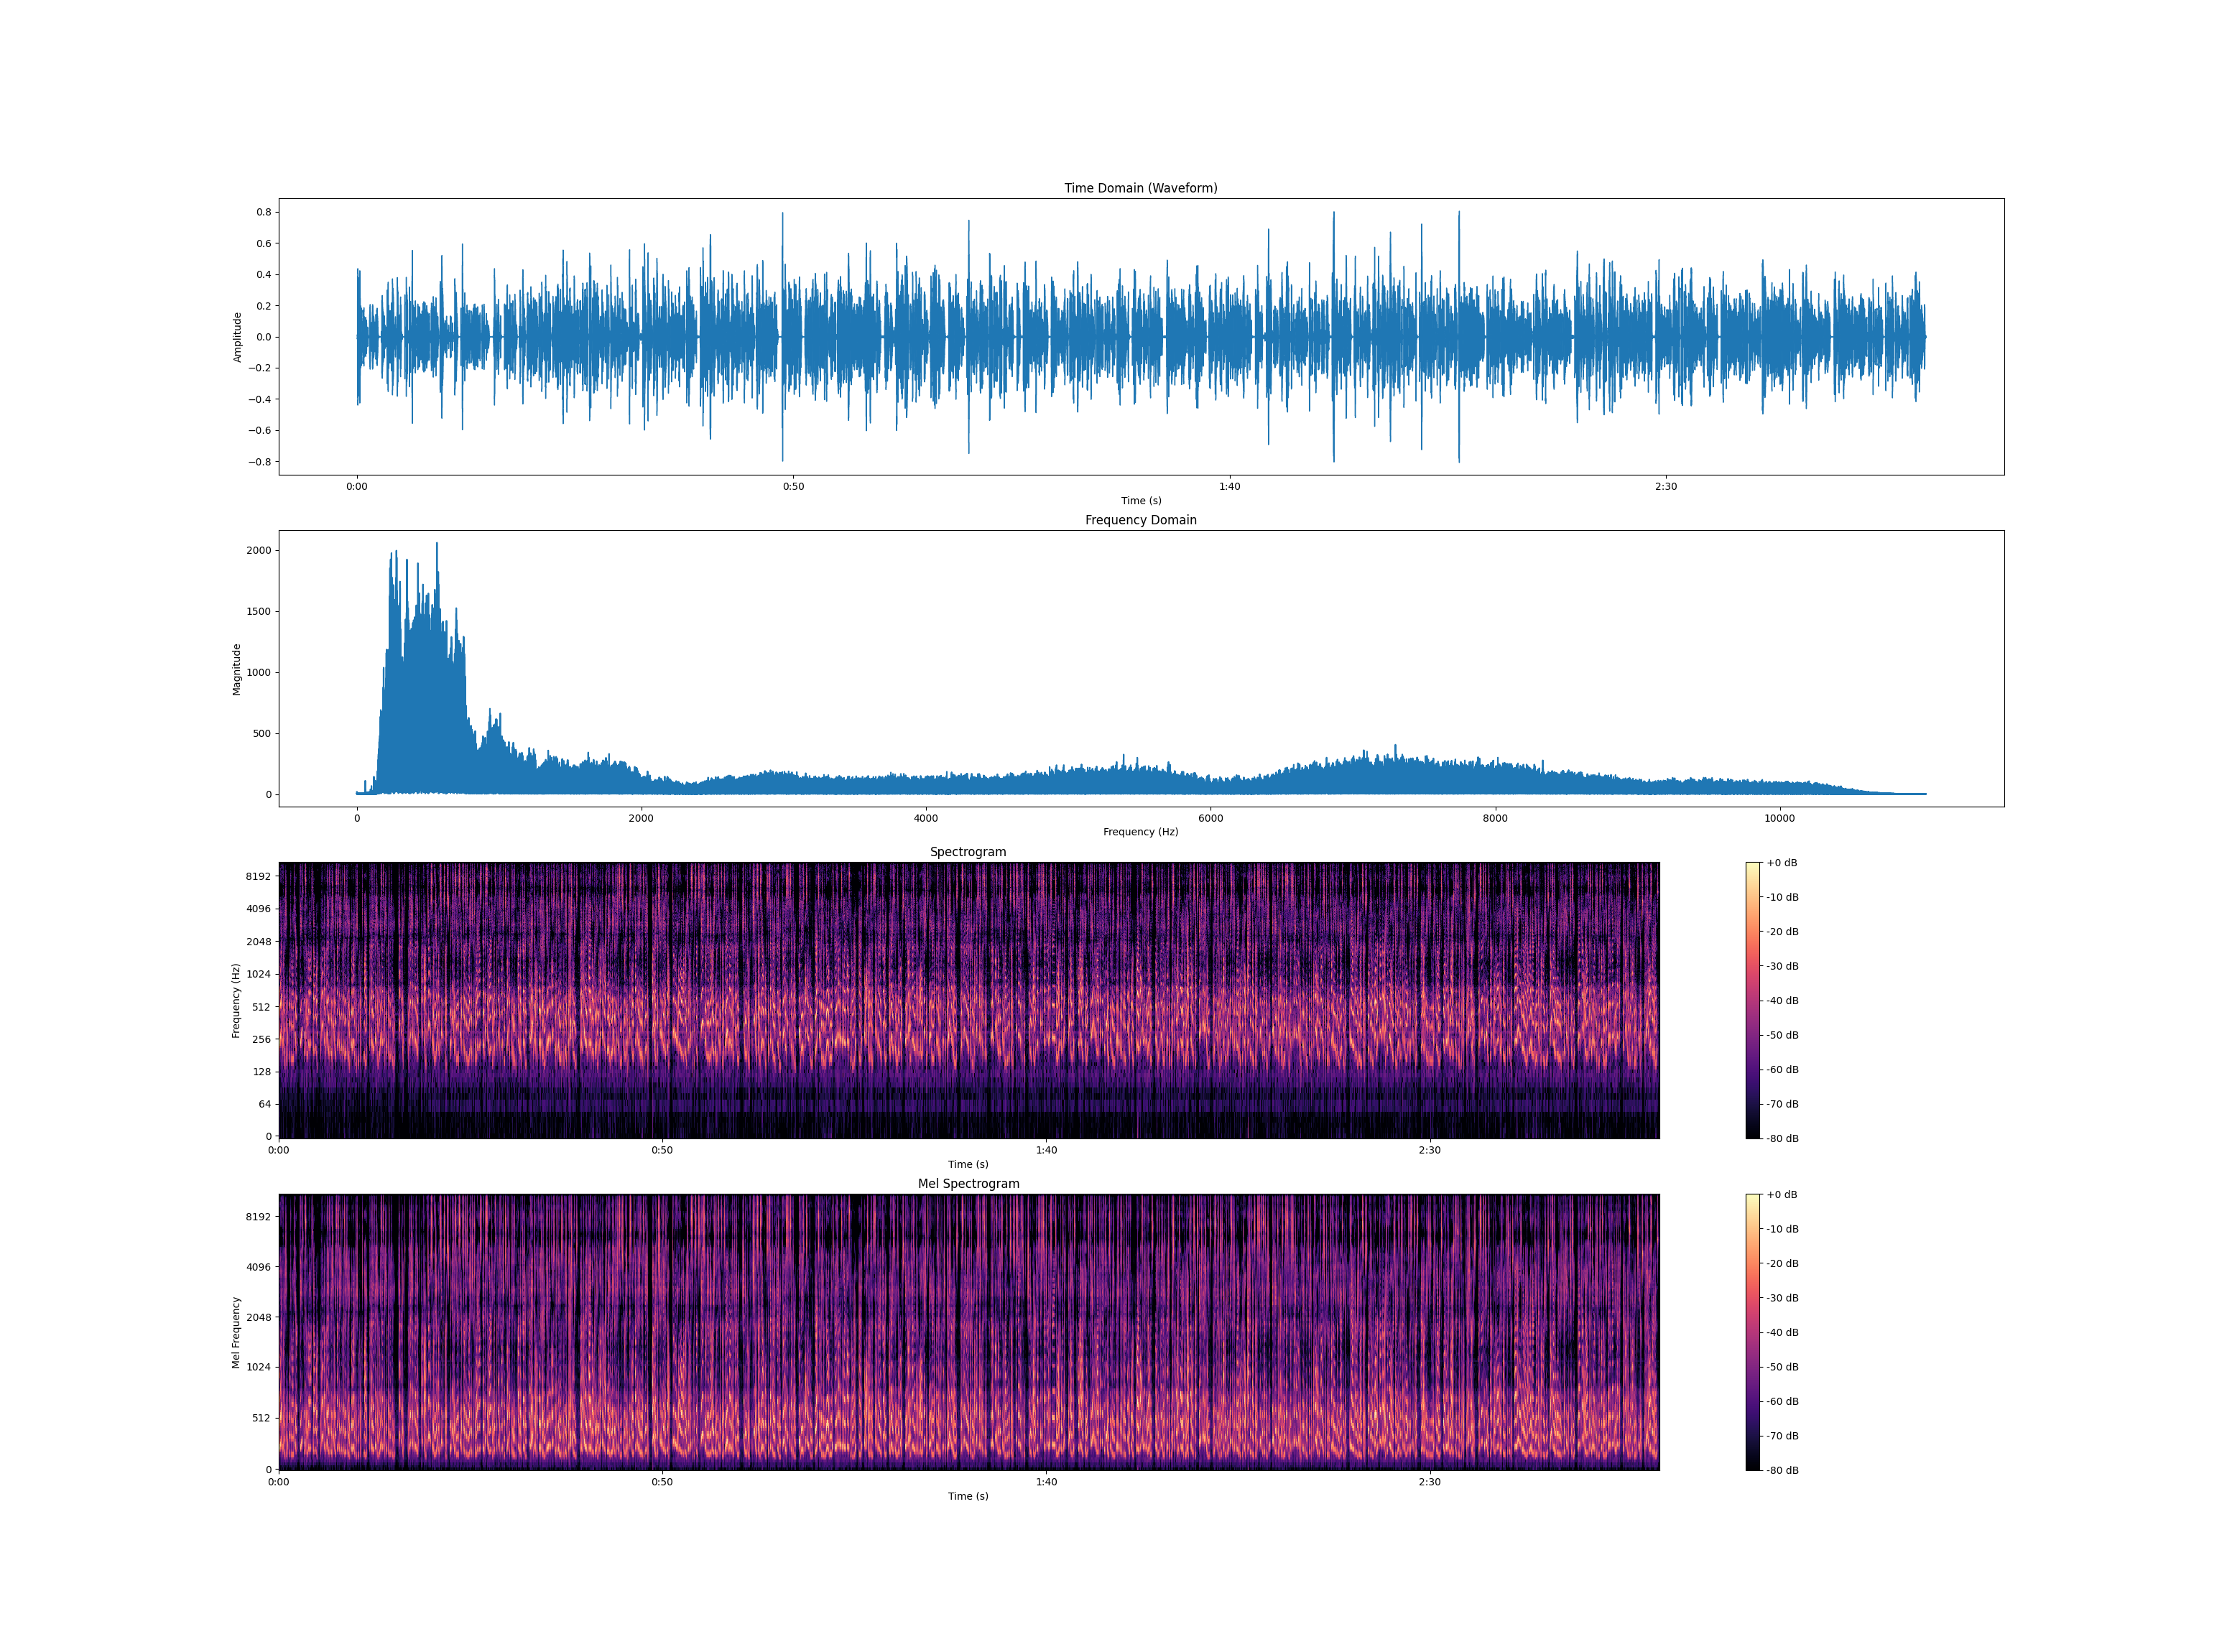 Time Domain (Waveform)
0.8
0.6
0.4
0.2
0.0
−0.2
−0.4
−0.6
−0.8
Amplitude
0:00 0:50 1:40 2:30
Time (s)
Frequency Domain
2000
1500
1000
500
0
Magnitude
0 2000 4000 6000 8000 10000
Frequency (Hz)
Spectrogram
8192
4096
2048
1024
512
256
128
64
0
Frequency (Hz)
0:00 0:50 1:40 2:30
Time (s)
+0 dB
-10 dB
-20 dB
-30 dB
-40 dB
-50 dB
-60 dB
-70 dB
-80 dB
Mel Spectrogram
8192
4096
2048
1024
512
0
Mel Frequency
0:00 0:50 1:40 2:30
Time (s)
+0 dB
-10 dB
-20 dB
-30 dB
-40 dB
-50 dB
-60 dB
-70 dB
-80 dB